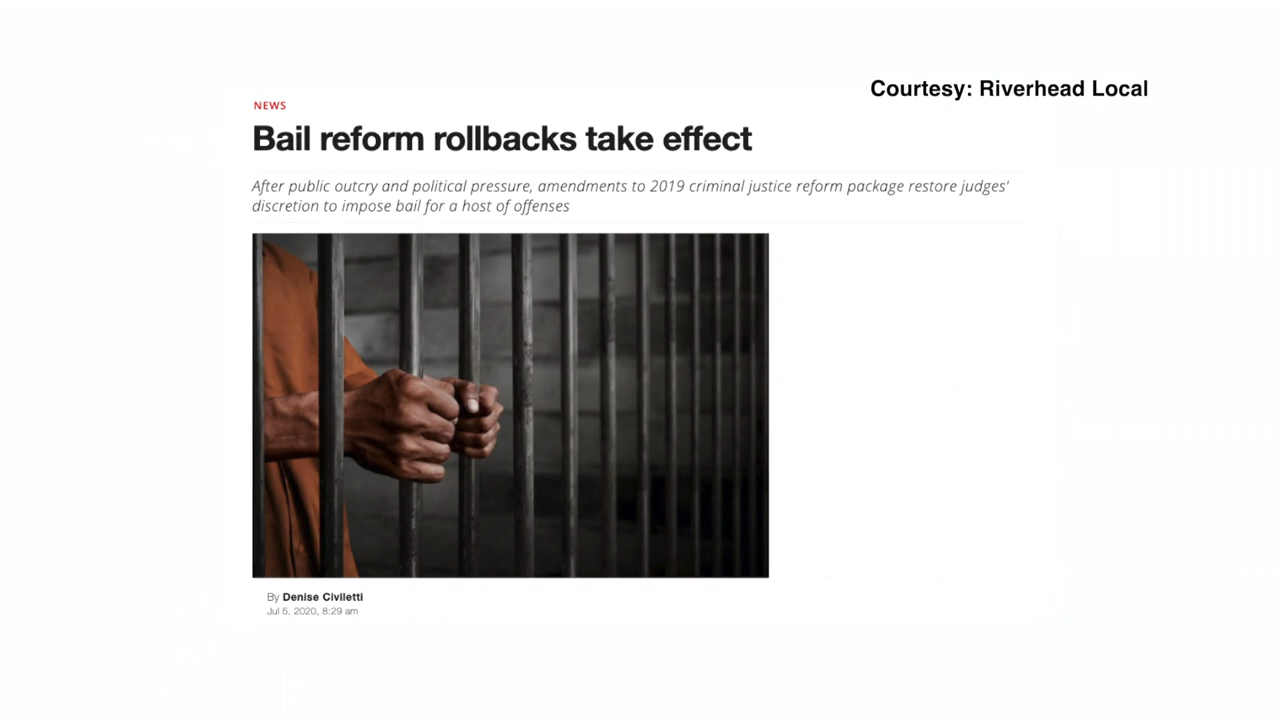 Courtesy: Riverhead Local
NEWS
Bail reform rollbacks take effect
After public outcry and political pressure, amendments to 2019 criminal justice reform package restore judges'
discretion to impose bail for a host of offenses
By Denise Civiletti
Jul 5, 2020, 8:29 am